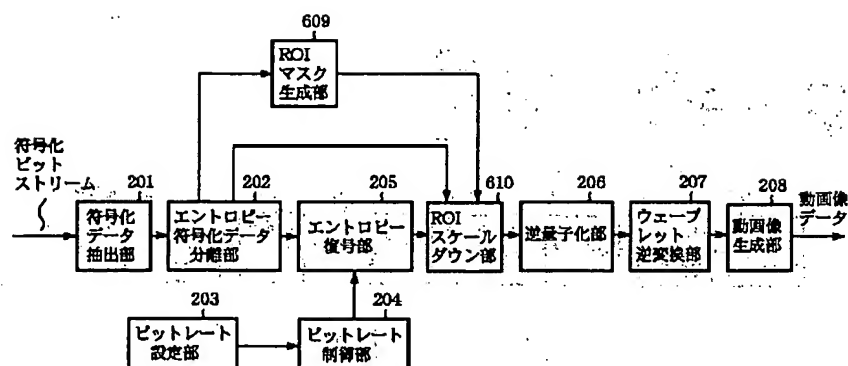 609
ROI
マスク
生成部
符号化
ビット
ストリーム
201
符号化
データ
抽出部
202
エントロピー
符号化データ
分離部
205
エントロピー
復号部
610
ROI
スケール
ダウン部
206
逆量子化部
207
ウェーブ
レット
逆変換部
208
動画像
生成部
動画像
データ
203
ビットレート
設定部
204
ビットレート
制御部